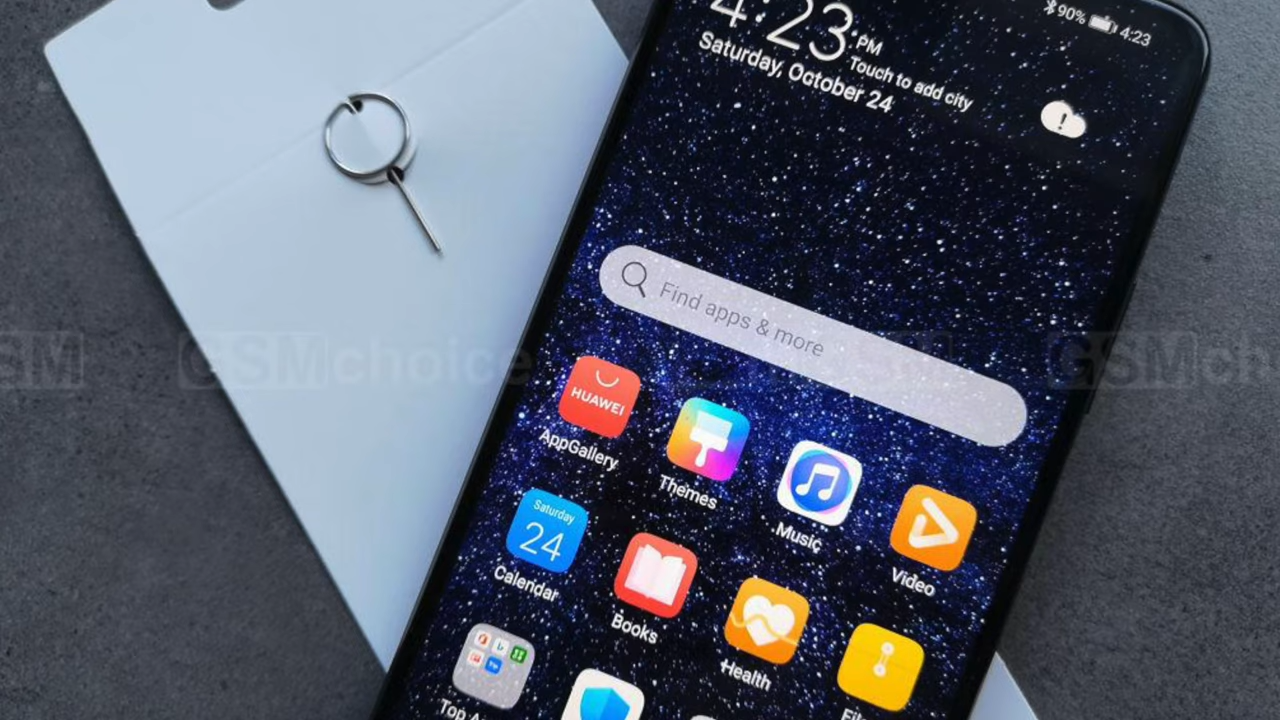 90% 4:23
4:23 PM
Touch to add city
Saturday, October 24
Find apps & more
GSMchoice
HUAWEI
AppGallery
Themes
Music
Video
Saturday
24
Calendar
Books
Health